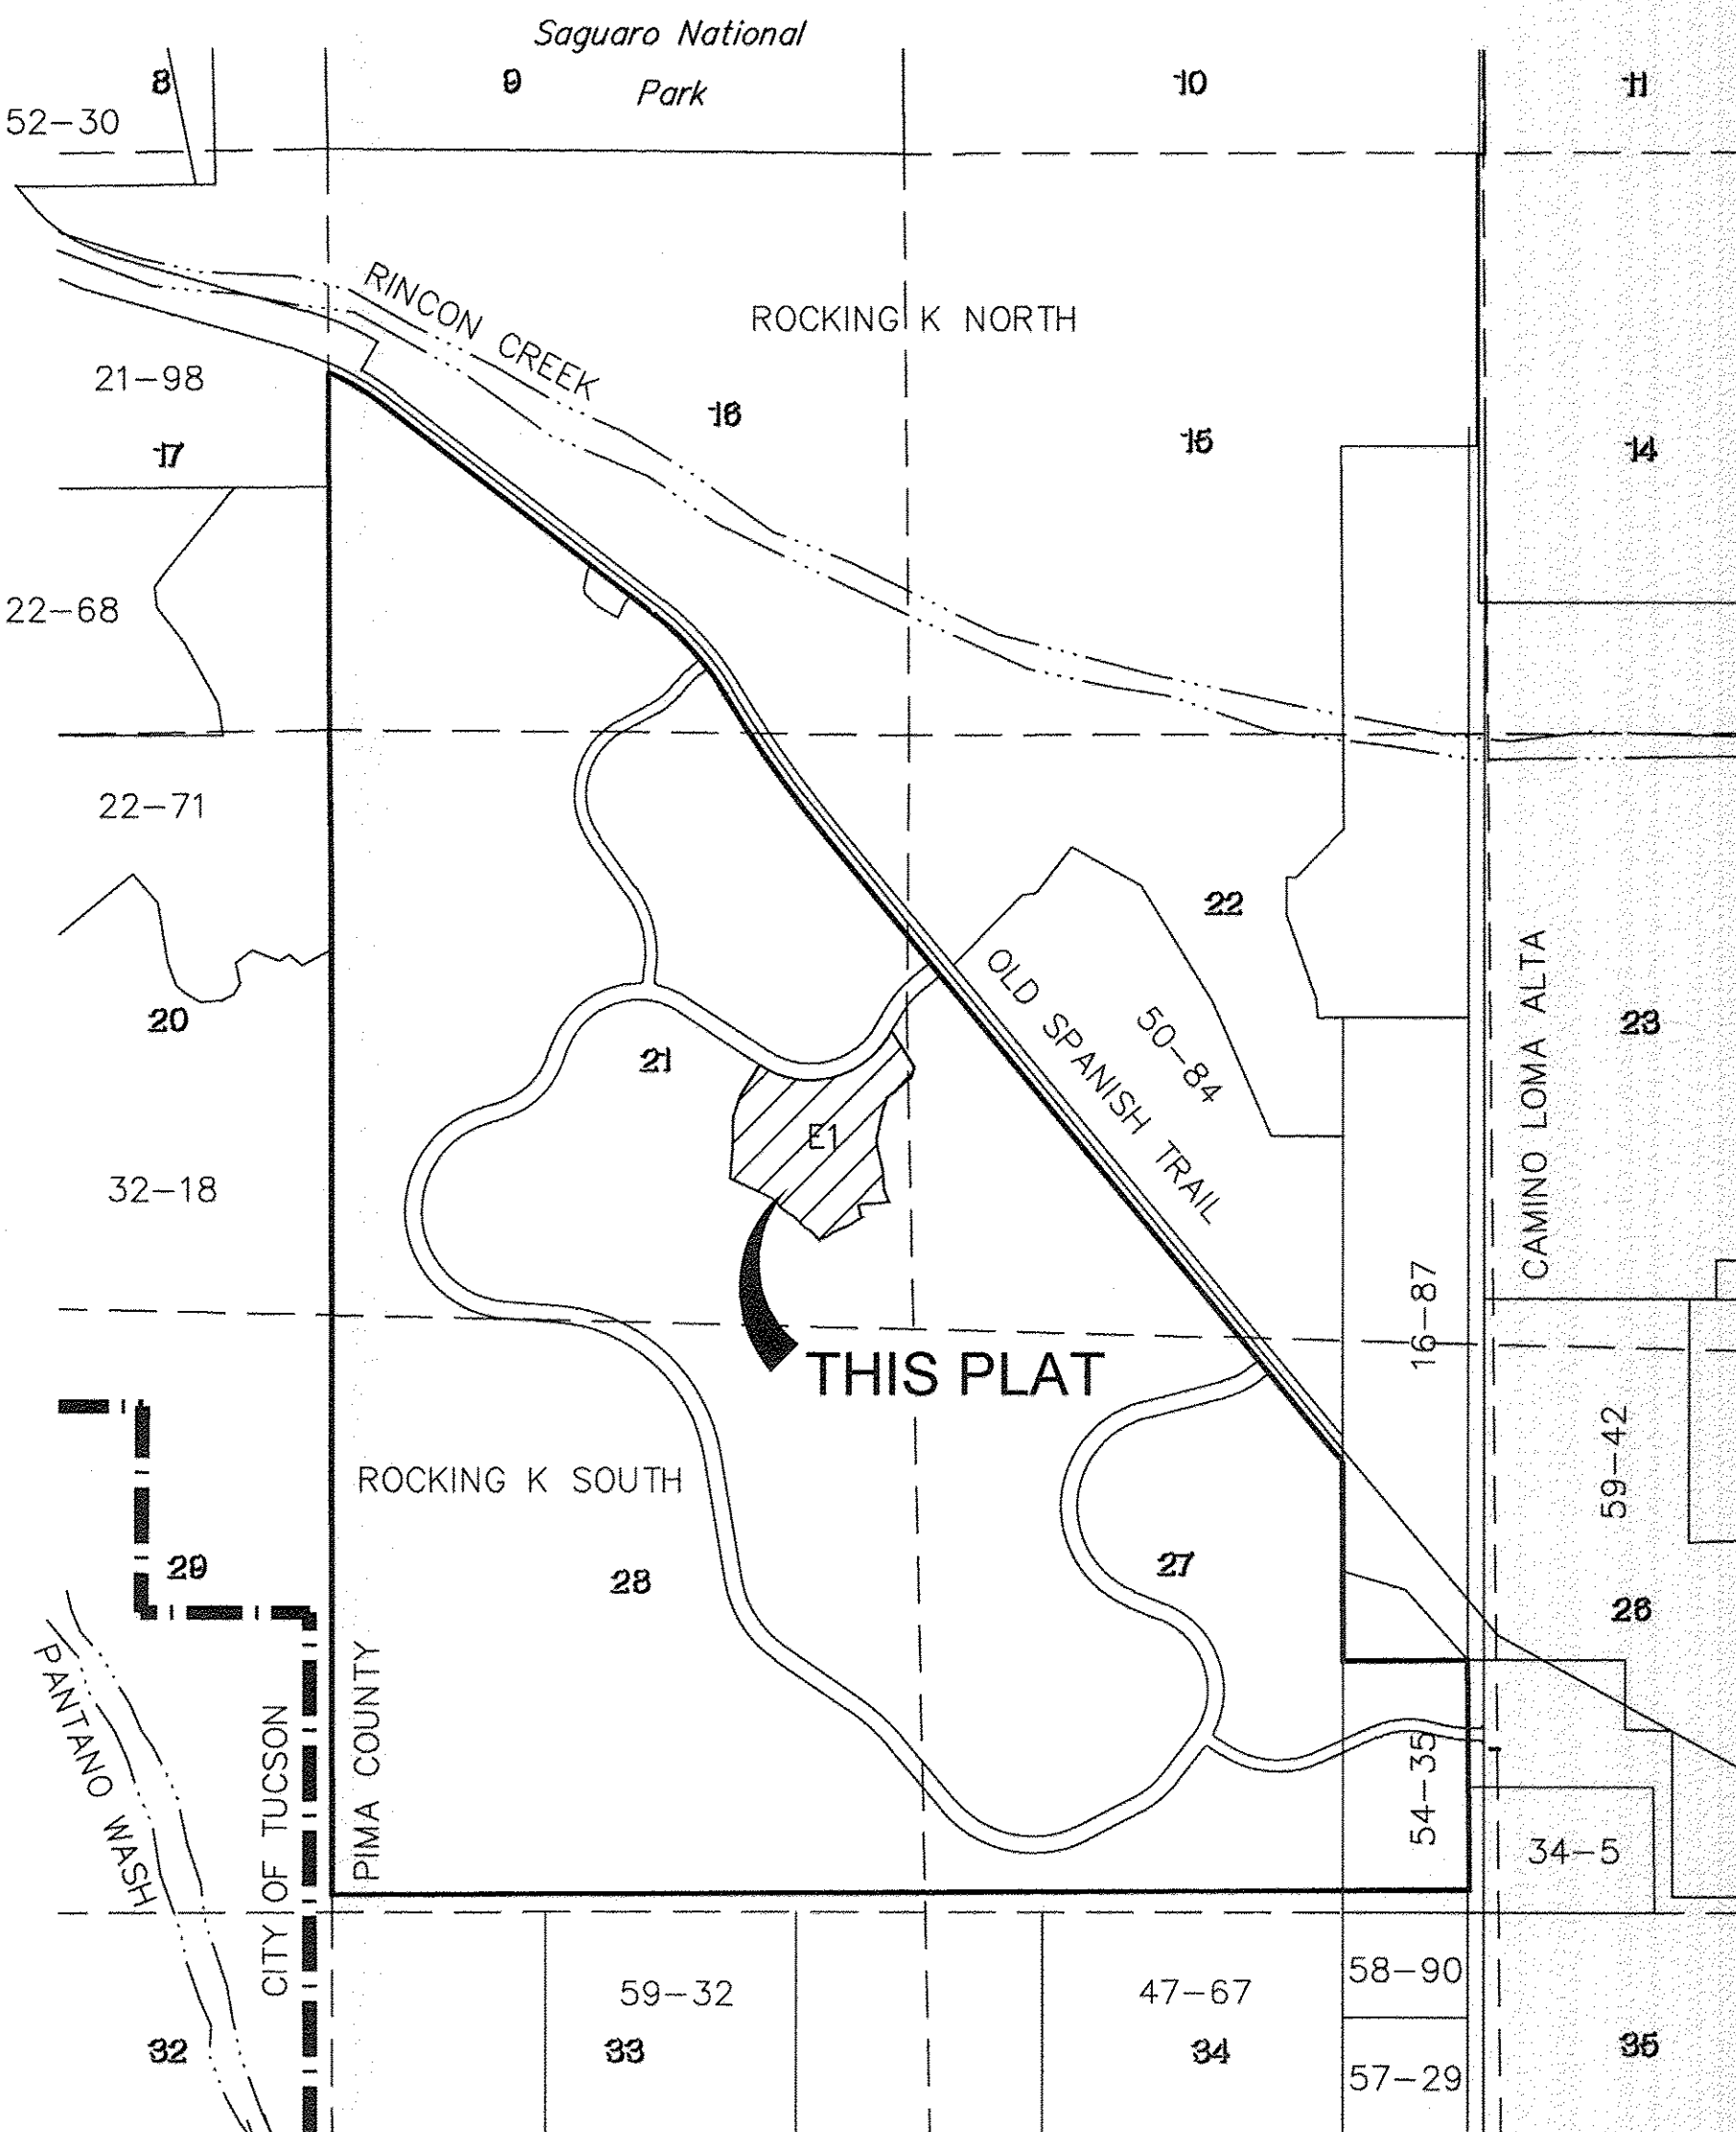 Saguaro National
Park
8
9
10
11
52-30
RINCON CREEK
ROCKING K NORTH
21-98
16
15
14
17
22-68
22-71
22
OLD SPANISH TRAIL
50-84
CAMINO LOMA ALTA
20
21
23
E1
32-18
16-87
THIS PLAT
59-42
ROCKING K SOUTH
29
28
27
26
PANTANO WASH
CITY OF TUCSON
PIMA COUNTY
54-35
34-5
59-32
47-67
58-90
32
33
34
35
57-29